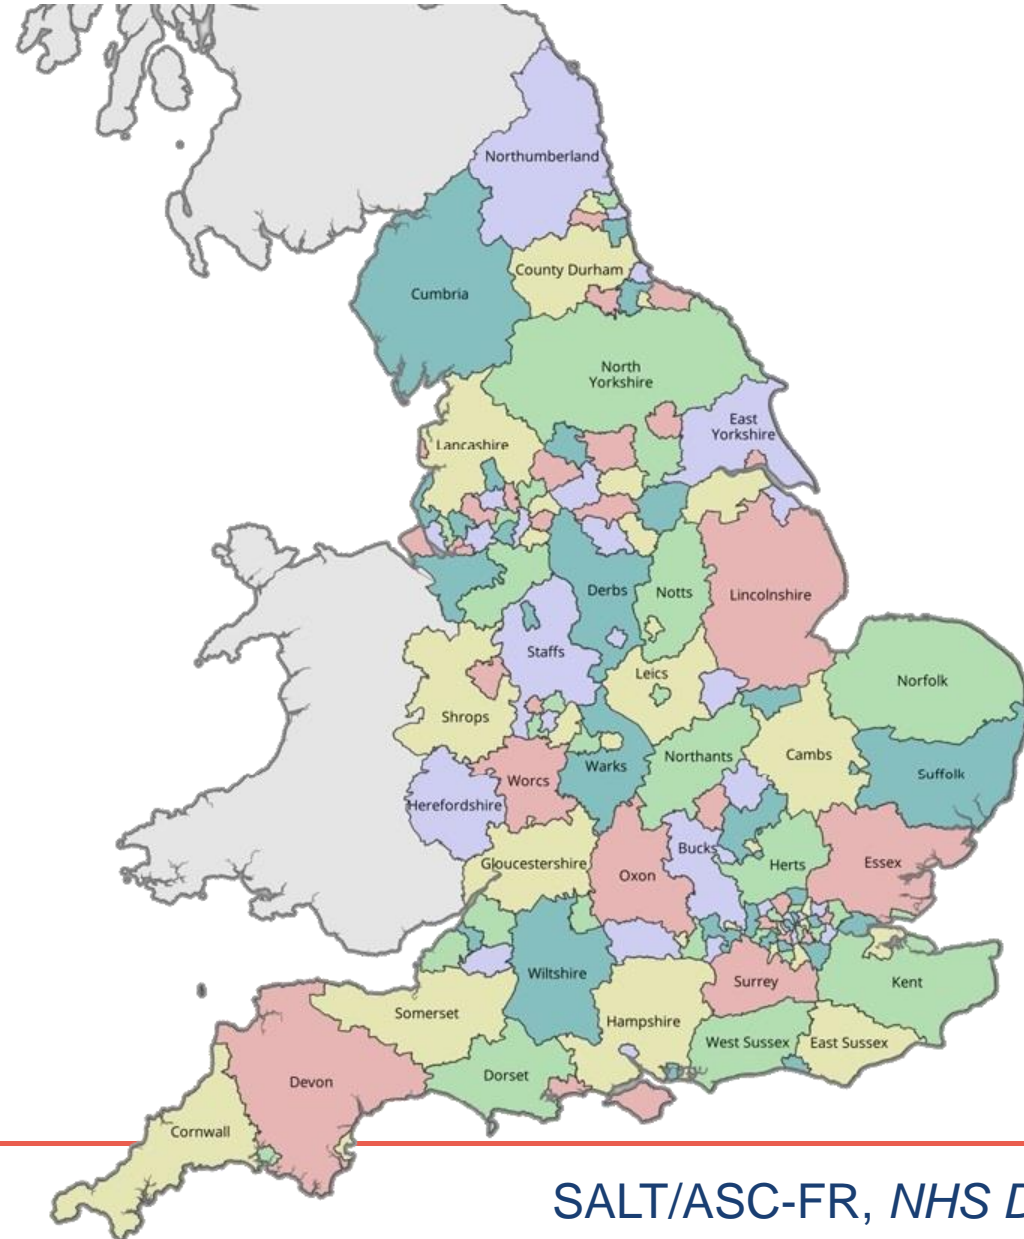 Northumberland
County Durham
Cumbria
North
Yorkshire
East
Yorkshire
Lancashire
Derbs
Notts
Lincolnshire
Staffs
Leics
Norfolk
Shrops
Northants
Cambs
Warks
Suffolk
Worcs
Herefordshire
Bucks
Gloucestershire
Herts
Essex
Oxon
Wiltshire
Surrey
Kent
Somerset
Hampshire
West Sussex
East Sussex
Dorset
Devon
Cornwall
SALT/ASC-FR, NHS D